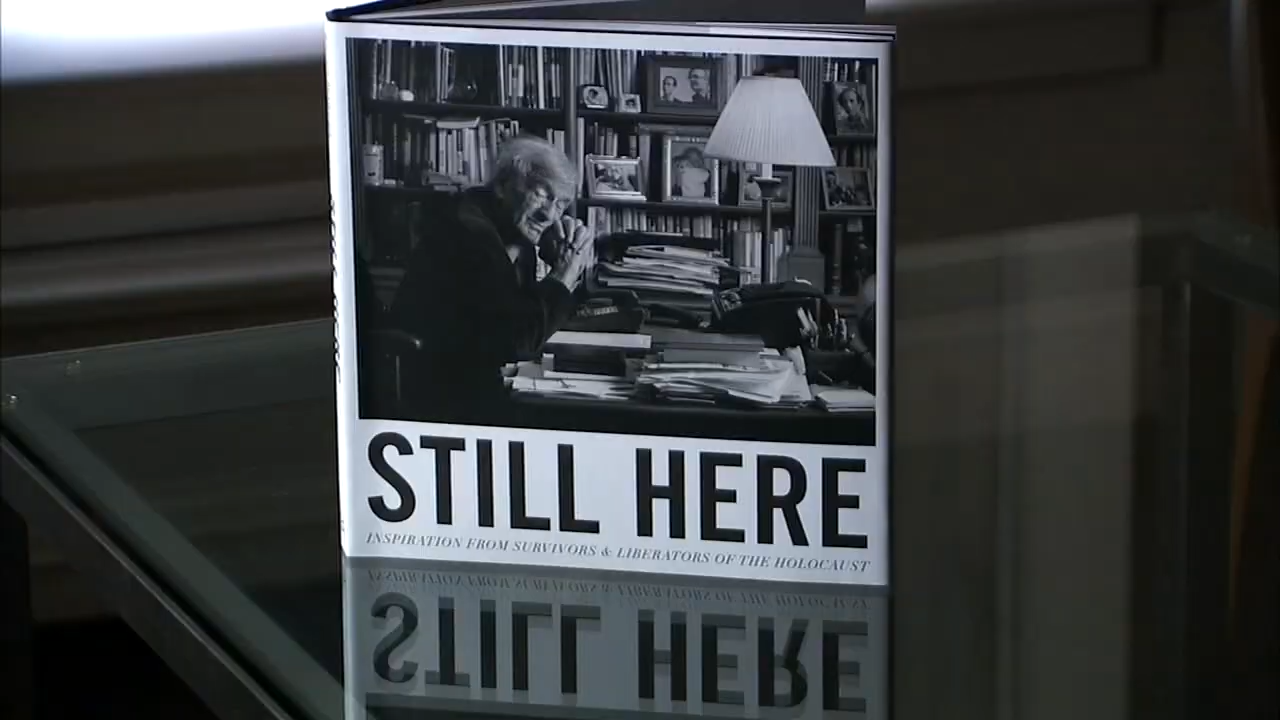 STILL HERE
INSPIRATION FROM SURVIVORS & LIBERATORS OF THE HOLOCAUST